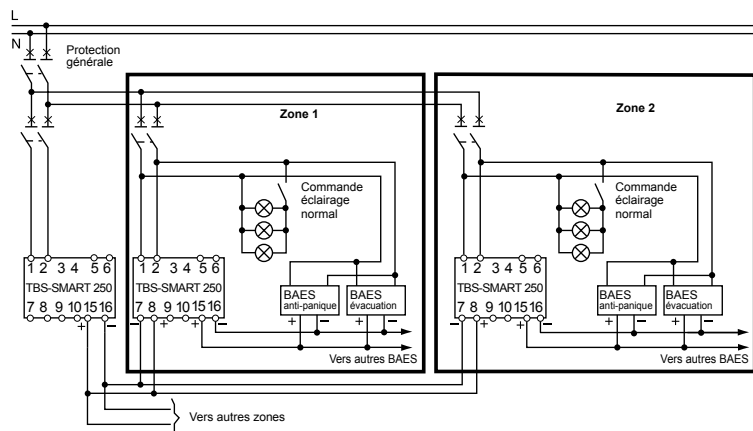 L
N
Protection
générale
Zone 1
Zone 2
Commande
éclairage
normal
Commande
éclairage
normal
1 2 3 4 5 6
TBS-SMART 250
7 8 9 10 15 16
+ −
1 2 3 4 5 6
TBS-SMART 250
7 8 9 10 15 16
− + + −
BAES
anti-panique
+ −
BAES
évacuation
+ −
Vers autres BAES
1 2 3 4 5 6
TBS-SMART 250
7 8 9 10 15 16
− + + −
BAES
anti-panique
+ −
BAES
évacuation
+ −
Vers autres BAES
Vers autres zones